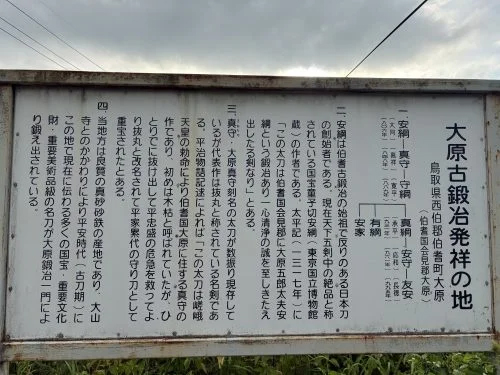 大原古鍛冶発祥の地
鳥取県西伯郡伯耆町大原
(伯耆国会見郡大原)
一 安綱―真守―守綱
真綱―安守―友安
有綱
安家
二 安綱は伯耆古鍛冶の始祖で反りのある日本刀
の創始者である。現在天下五剣中の絶品と称
されている国宝童子切安綱(東京国立博物館
蔵)の作者である。太平記(一三七一年)に
「この太刀は伯耆国会見郡に大原五郎太夫安
綱という鍛冶あり一心清浄の誠を至しきたえ
出したる剣なり」とある。
三 真守・大原真守刻名の太刀が数振り現存して
いるが代表作は抜丸と称されている名剣であ
る。平治物語記述によれば「この太刀は嵯峨
天皇の勅命により伯耆国大原に住する真守の
作であり、初めは木枯と呼ばれていたが、ひ
とりでに抜け出して平忠盛の危急を救ってよ
り抜丸と改名されて平家累代の守り刀として
重宝されたとある。
四 当地方は良質の真砂砂鉄の産地であり、大山
寺とのかかわりにより平安時代(古刀期)に
この地で現在に伝わる多くの国宝・重要文化
財・重要美術品級の名刀が大原鍛冶一門によ
り鍛え出されている。